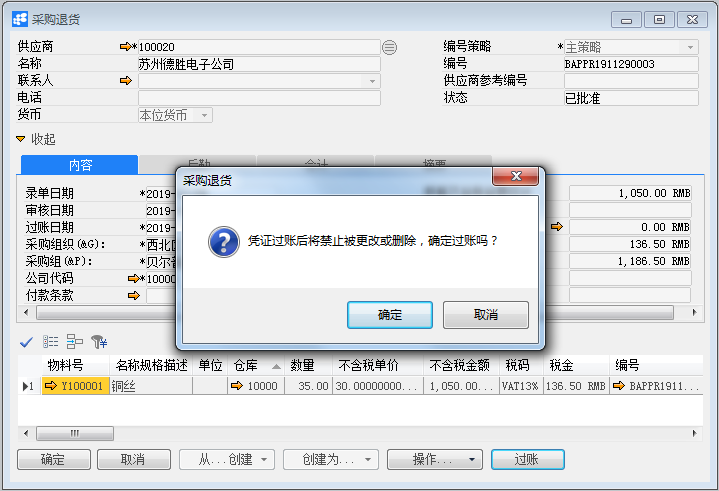 采购退货
供应商 *100020 编号策略 *主策略
名称 苏州德胜电子公司 编号 BAPPR1911290003
联系人 供应商参考编号
电话 状态 已批准
货币 本位货币
收起
内容
录单日期 *2019- 1,050.00 RMB
审核日期 2019-
过账日期 *2019- 0.00 RMB
采购组织(&G): *西北 136.50 RMB
采购组(&P): *贝尔 1,186.50 RMB
公司代码 *10000
付款条款
采购退货
凭证过账后将禁止被更改或删除，确定过账吗？
确定 取消
物料号 名称规格描述 单位 仓库 数量 不含税单价 不含税金额 税码 税金 编号
1 Y100001 铜丝 10000 35.00 30.00000000... 1,050.00... VAT13% 136.50 RMB BAPPR1911...
确定 取消 从...创建 创建为... 操作... 过账